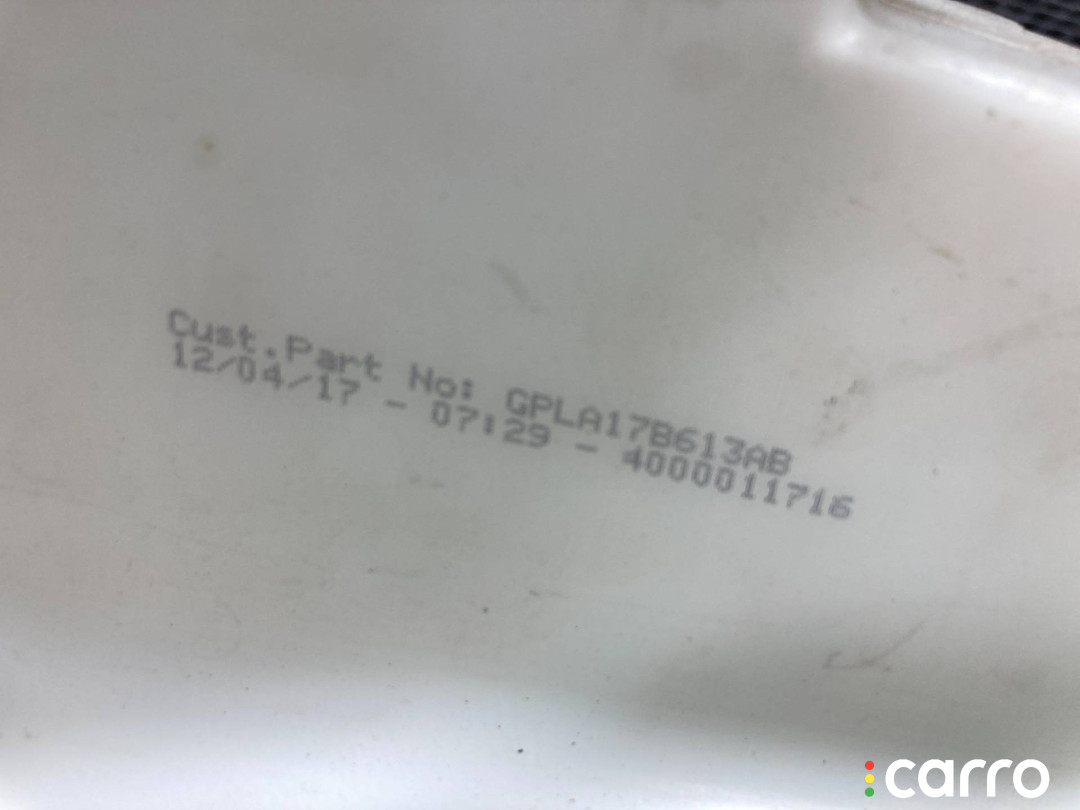 Cust.Part No: GPLA17B613AB
12/04/17 - 07:29 - 4000011716
carro